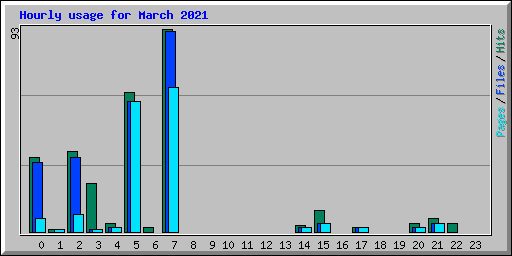 Hourly usage for March 2021
93
Pages/Files/Hits
0 1 2 3 4 5 6 7 8 9 10 11 12 13 14 15 16 17 18 19 20 21 22 23